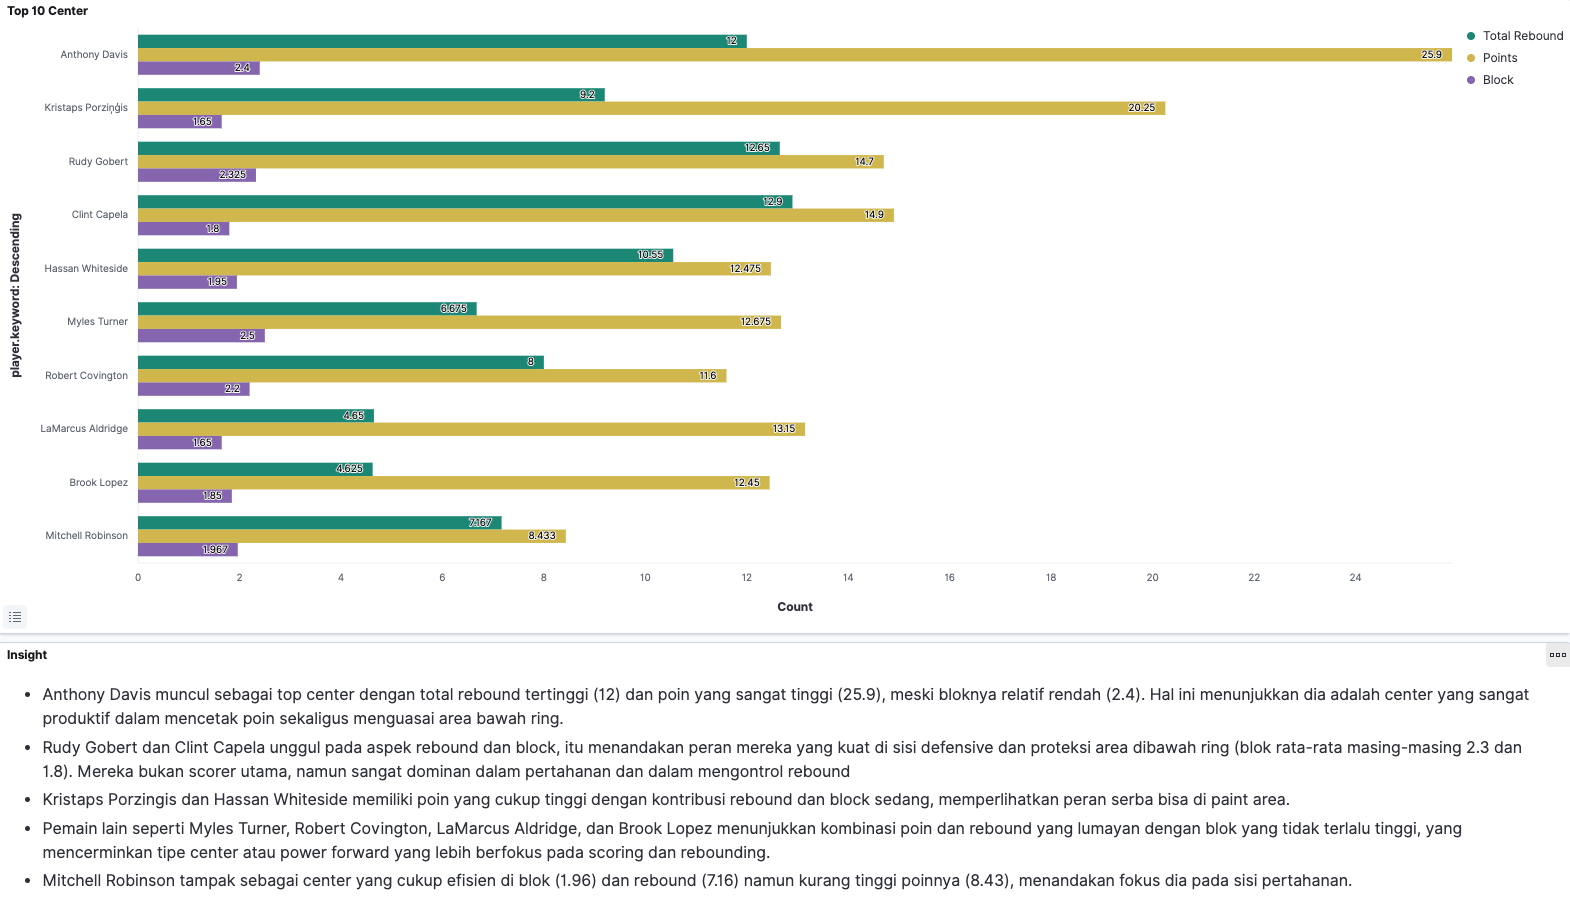 Top 10 Center
Total Rebound
Points
Block
player.keyword: Descending
Anthony Davis
12
25.9
2.4
Kristaps Porziņģis
9.2
20.25
1.65
Rudy Gobert
12.65
14.7
2.325
Clint Capela
12.9
14.9
1.8
Hassan Whiteside
10.55
12.475
1.95
Myles Turner
6.675
12.675
2.5
Robert Covington
8
11.6
2.2
LaMarcus Aldridge
4.65
13.15
1.65
Brook Lopez
4.625
12.45
1.85
Mitchell Robinson
7.167
8.433
1.967
0 2 4 6 8 10 12 14 16 18 20 22 24
Count
Insight
• Anthony Davis muncul sebagai top center dengan total rebound tertinggi (12) dan poin yang sangat tinggi (25.9), meski bloknya relatif rendah (2.4). Hal ini menunjukkan dia adalah center yang sangat
produktif dalam mencetak poin sekaligus menguasai area bawah ring.
• Rudy Gobert dan Clint Capela unggul pada aspek rebound dan block, itu menandakan peran mereka yang kuat di sisi defensive dan proteksi area dibawah ring (blok rata-rata masing-masing 2.3 dan
1.8). Mereka bukan scorer utama, namun sangat dominan dalam pertahanan dan dalam mengontrol rebound
• Kristaps Porzingis dan Hassan Whiteside memiliki poin yang cukup tinggi dengan kontribusi rebound dan block sedang, memperlihatkan peran serba bisa di paint area.
• Pemain lain seperti Myles Turner, Robert Covington, LaMarcus Aldridge, dan Brook Lopez menunjukkan kombinasi poin dan rebound yang lumayan dengan blok yang tidak terlalu tinggi, yang
mencerminkan tipe center atau power forward yang lebih berfokus pada scoring dan rebounding.
• Mitchell Robinson tampak sebagai center yang cukup efisien di blok (1.96) dan rebound (7.16) namun kurang tinggi poinnya (8.43), menandakan fokus dia pada sisi pertahanan.